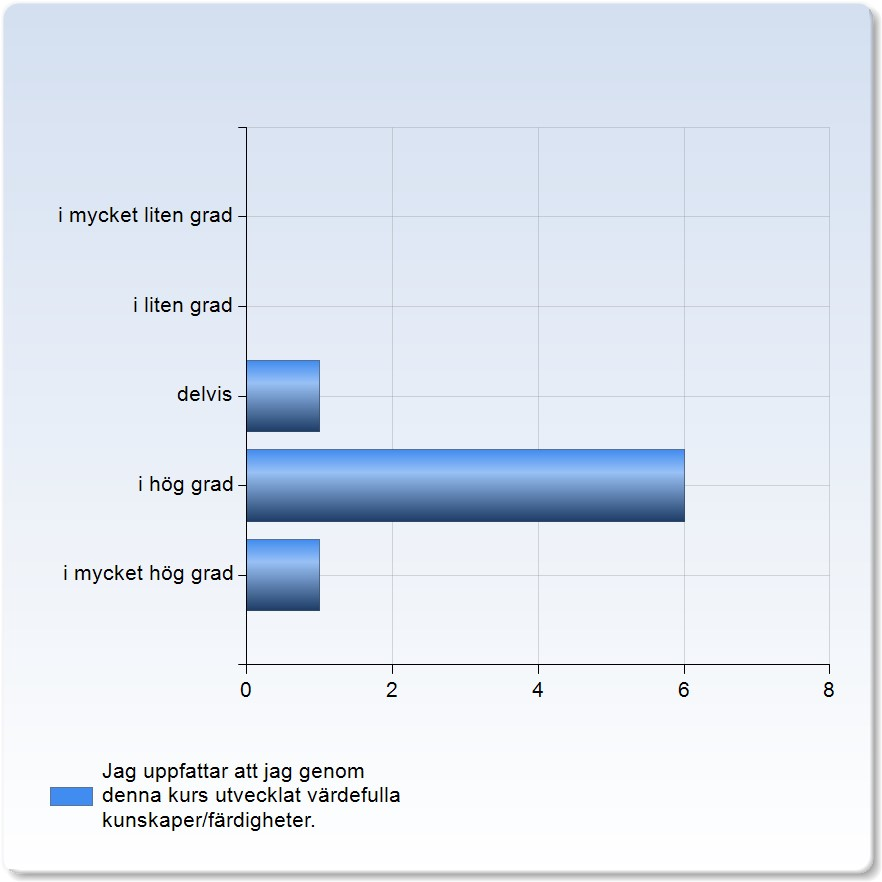 i mycket liten grad
i liten grad
delvis
i hög grad
i mycket hög grad
0 2 4 6 8
Jag uppfattar att jag genom
denna kurs utvecklat värdefulla
kunskaper/färdigheter.